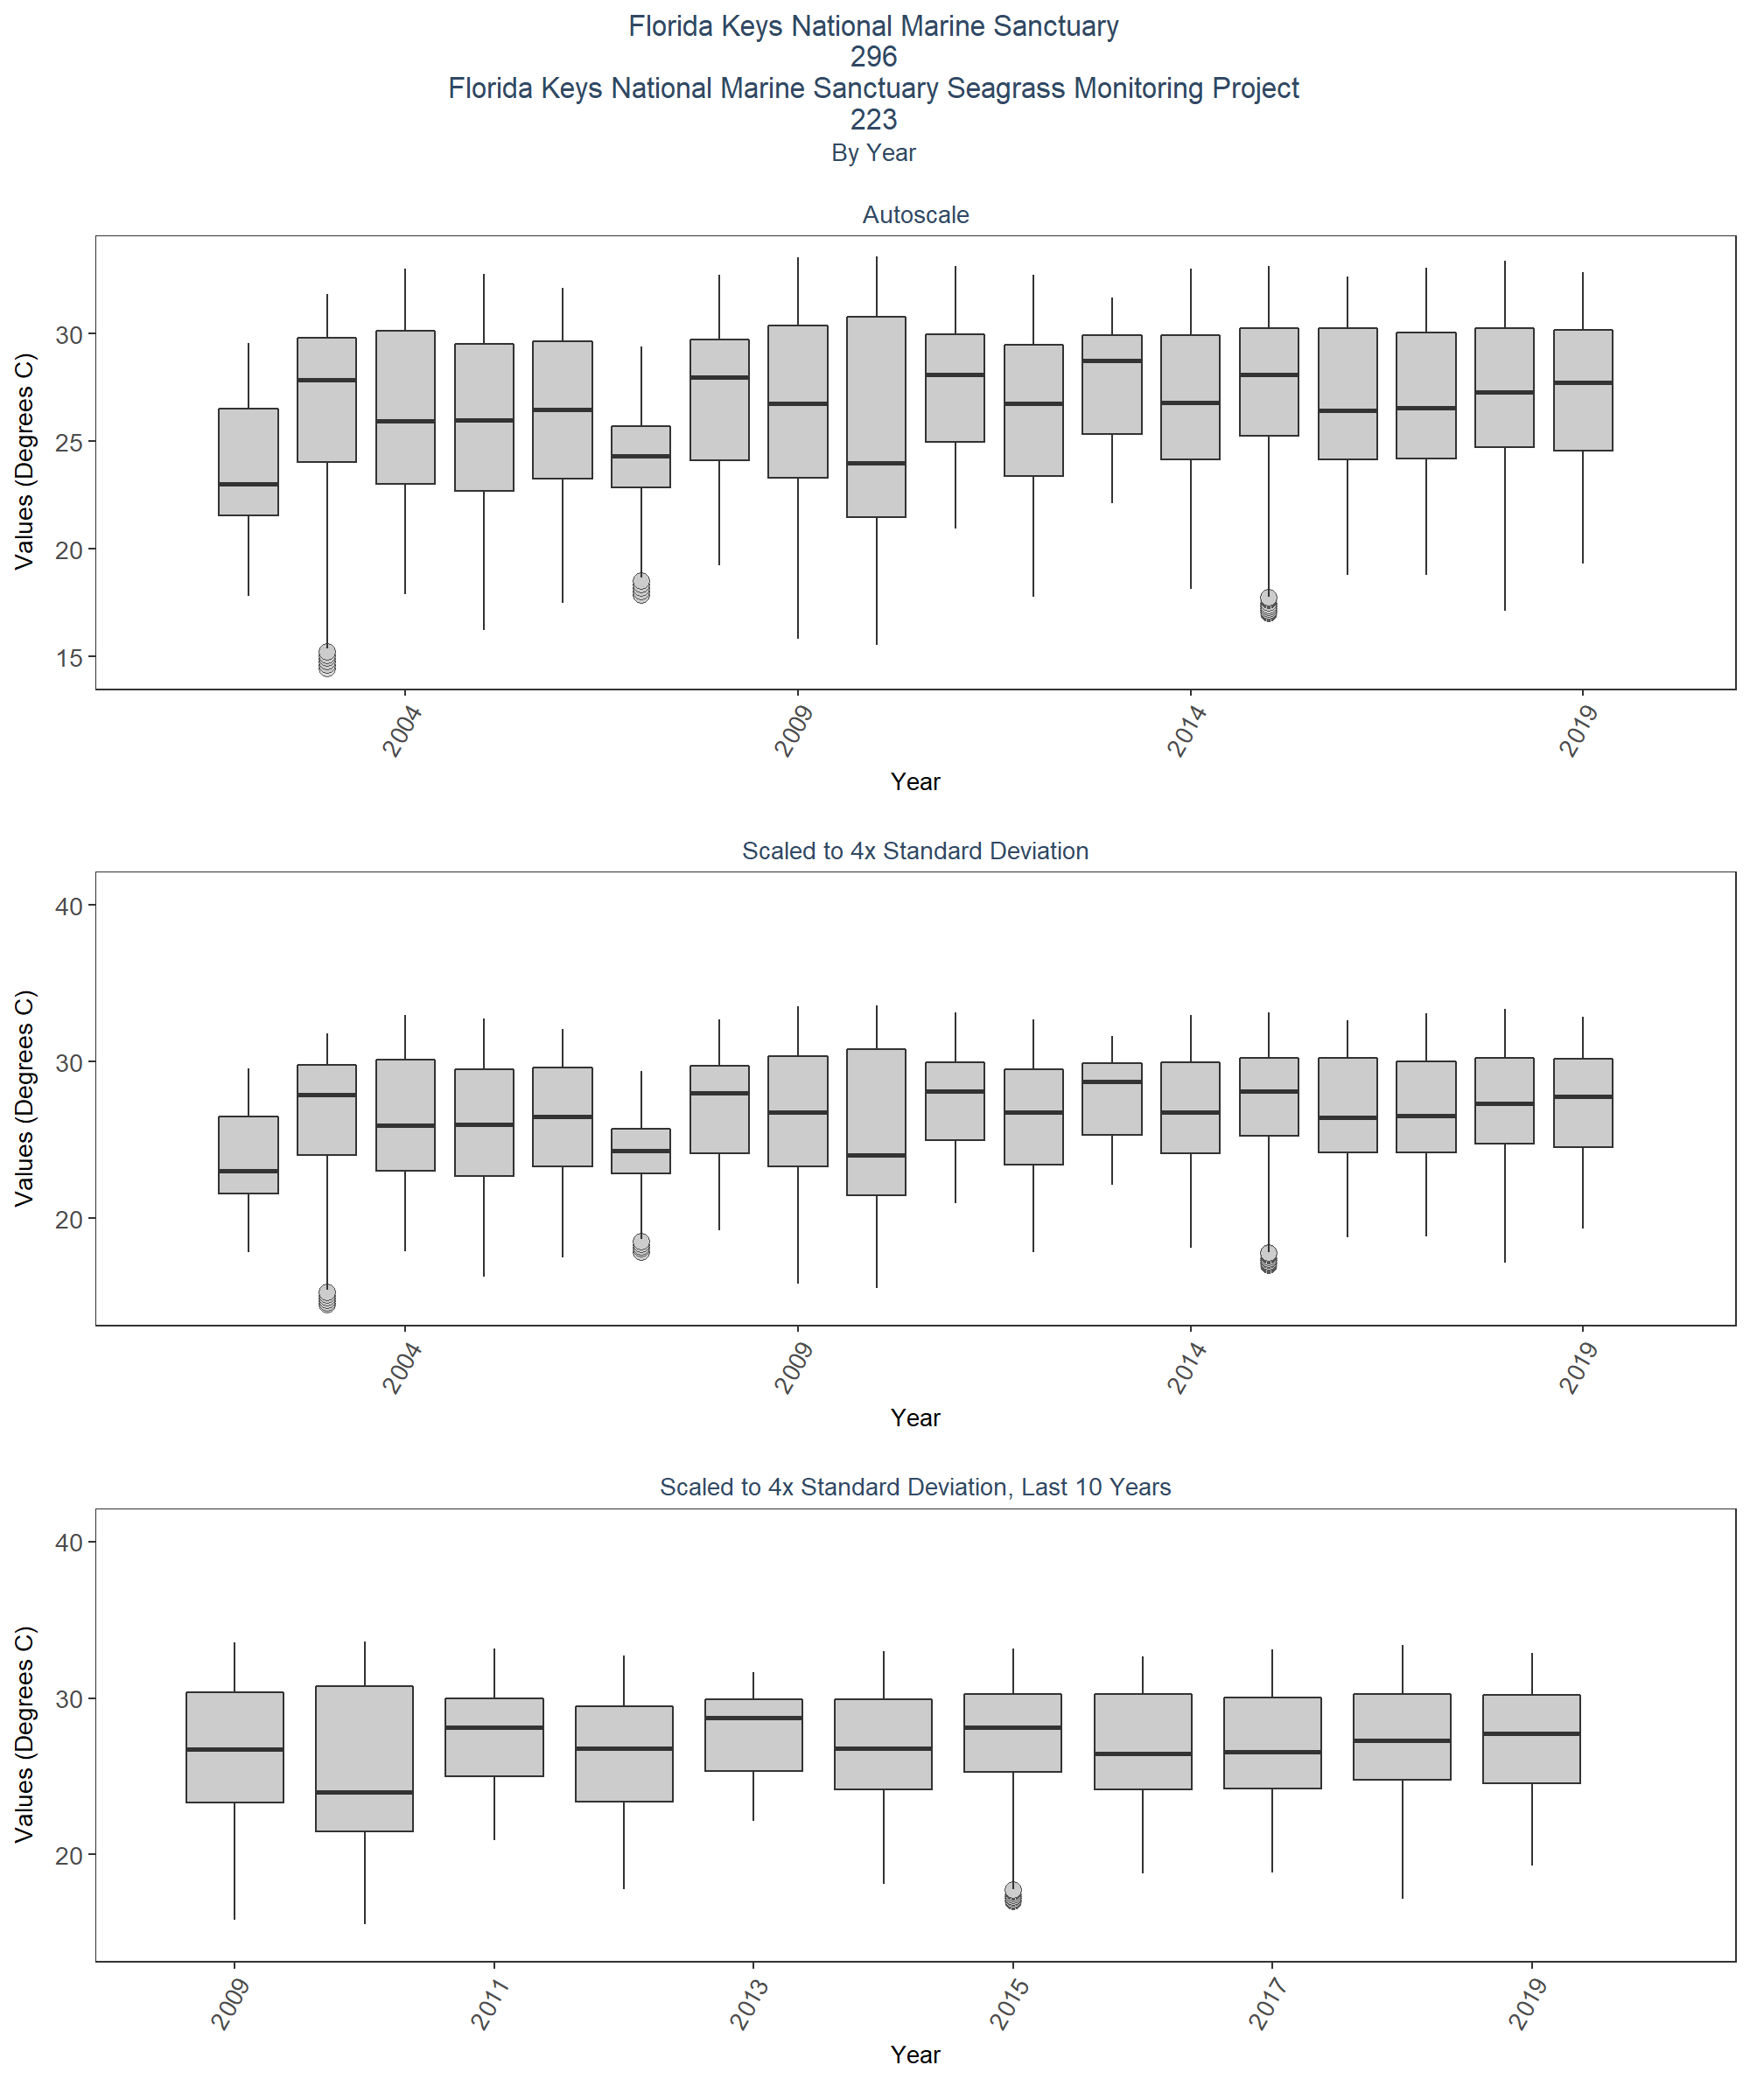 Florida Keys National Marine Sanctuary
296
Florida Keys National Marine Sanctuary Seagrass Monitoring Project
223
By Year
Autoscale
Values (Degrees C)
30
25
20
15
2004
2009
2014
2019
Year
Scaled to 4x Standard Deviation
Values (Degrees C)
40
30
20
2004
2009
2014
2019
Year
Scaled to 4x Standard Deviation, Last 10 Years
Values (Degrees C)
40
30
20
2009
2011
2013
2015
2017
2019
Year